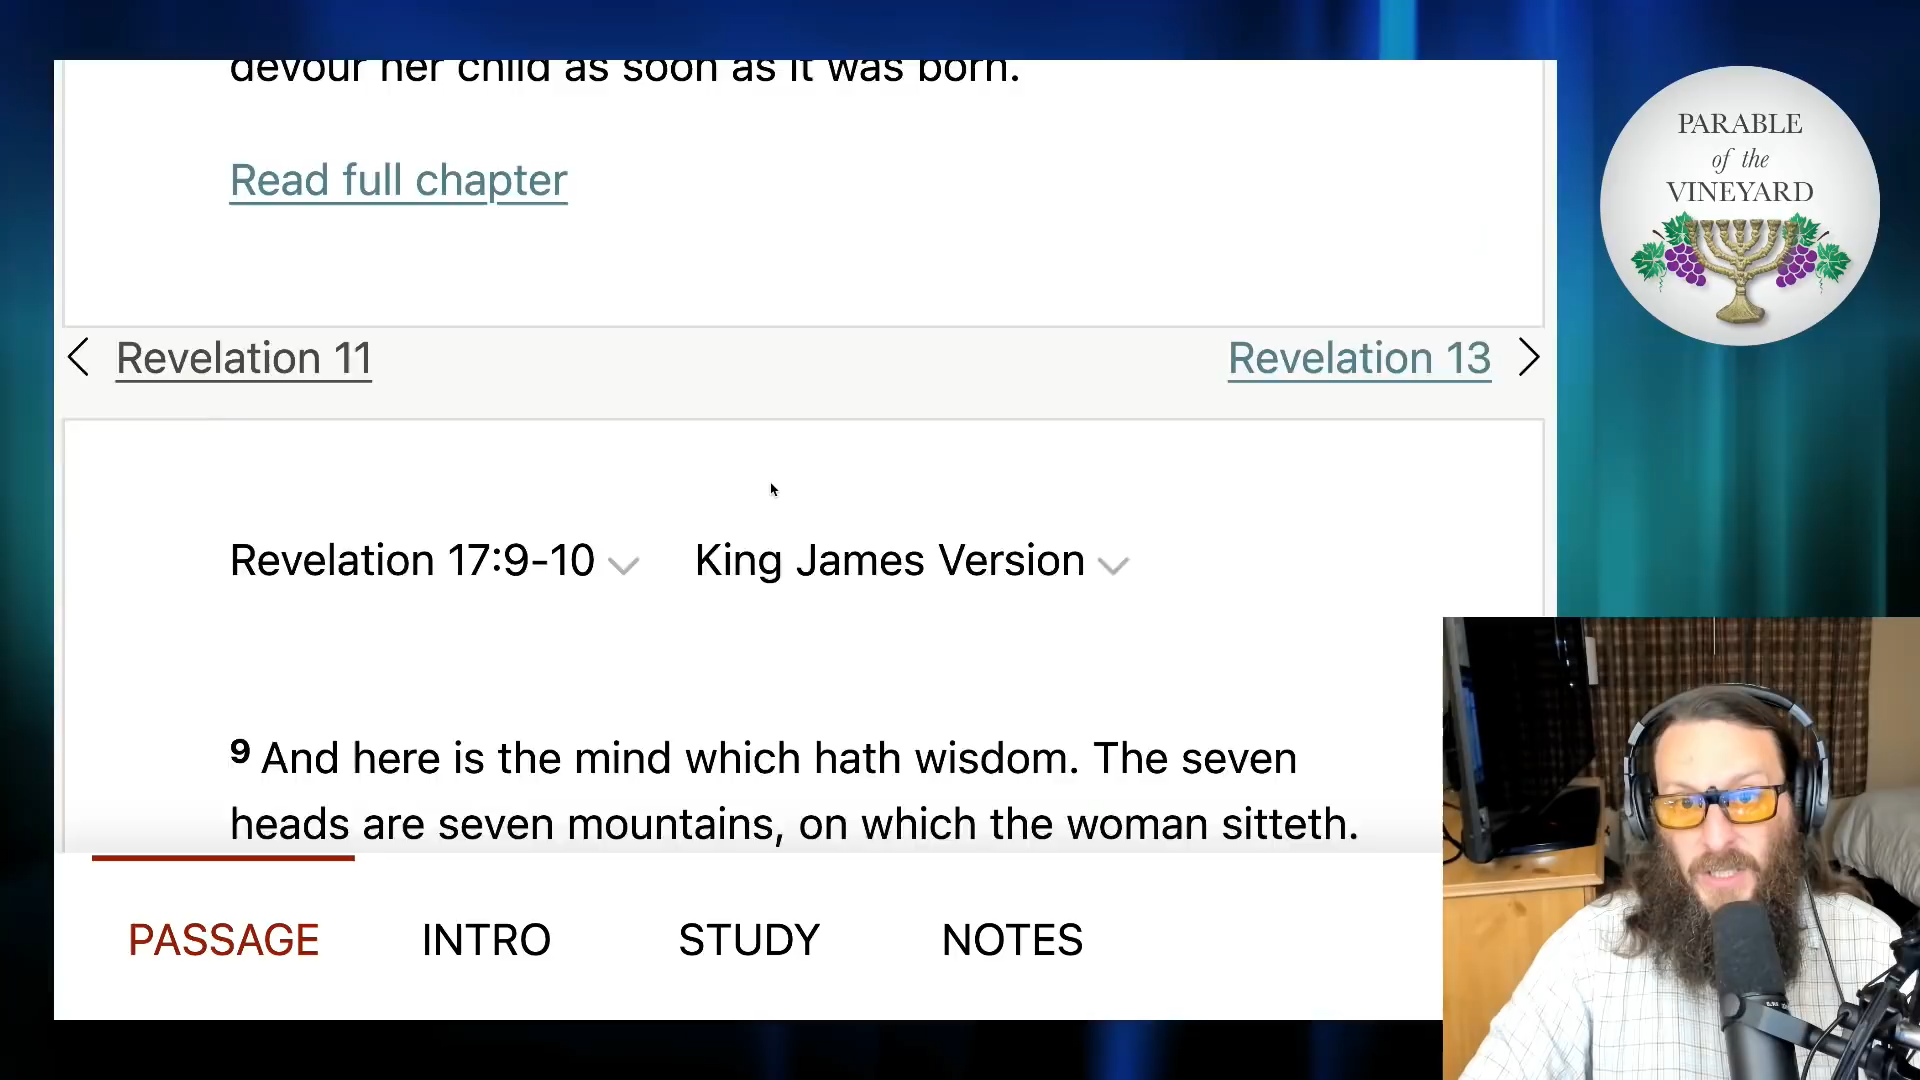 devour her child as soon as it was born.
Read full chapter
PARABLE
of the
VINEYARD
Revelation 11
Revelation 13
Revelation 17:9-10
King James Version
9 And here is the mind which hath wisdom. The seven
heads are seven mountains, on which the woman sitteth.
PASSAGE
INTRO
STUDY
NOTES